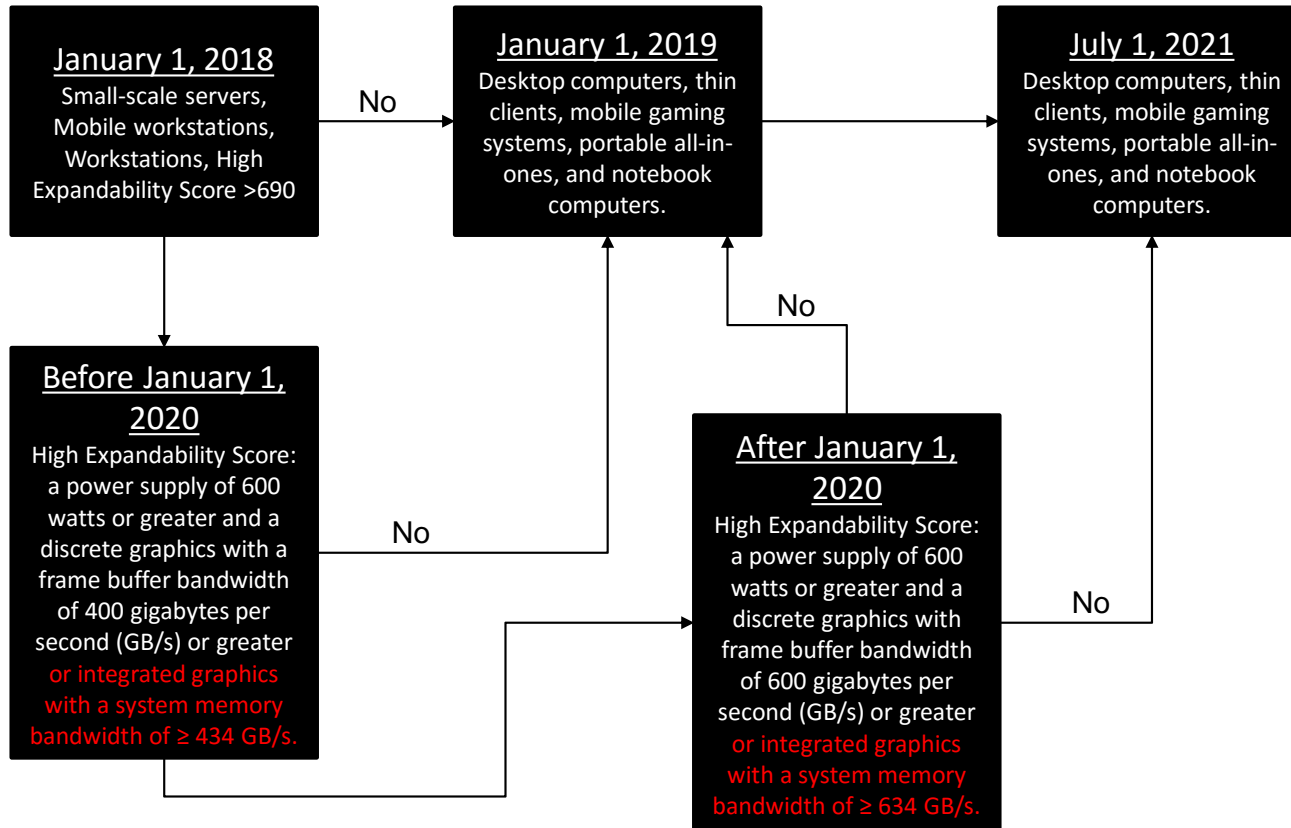 January 1, 2018
Small-scale servers,
Mobile workstations,
Workstations, High
Expandability Score >690
No
January 1, 2019
Desktop computers, thin
clients, mobile gaming
systems, portable all-in-
ones, and notebook
computers.
July 1, 2021
Desktop computers, thin
clients, mobile gaming
systems, portable all-in-
ones, and notebook
computers.
Before January 1,
2020
High Expandability Score:
a power supply of 600
watts or greater and a
discrete graphics with a
frame buffer bandwidth
of 400 gigabytes per
second (GB/s) or greater
or integrated graphics
with a system memory
bandwidth of ≥ 434 GB/s.
No
No
After January 1,
2020
High Expandability Score:
a power supply of 600
watts or greater and a
discrete graphics with
frame buffer bandwidth
of 600 gigabytes per
second (GB/s) or greater
or integrated graphics
with a system memory
bandwidth of ≥ 634 GB/s.
No